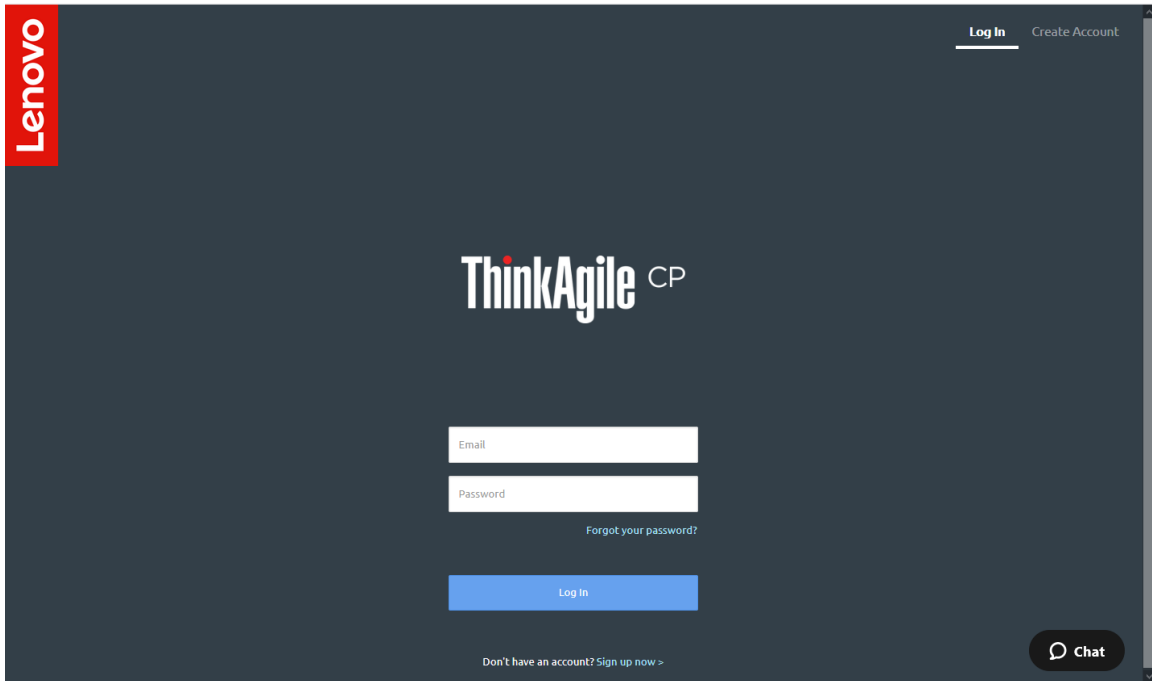 Lenovo
Log In
Create Account
ThinkAgile CP
Email
Password
Forgot your password?
Log In
Don't have an account? Sign up now >
Chat